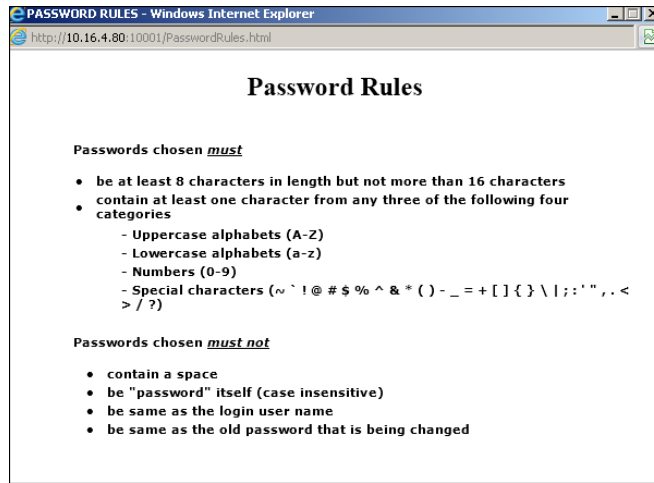 PASSWORD RULES - Windows Internet Explorer
http://10.16.4.80:10001/PasswordRules.html
Password Rules
Passwords chosen must
• be at least 8 characters in length but not more than 16 characters
• contain at least one character from any three of the following four
categories
- Uppercase alphabets (A-Z)
- Lowercase alphabets (a-z)
- Numbers (0-9)
- Special characters (~ ` ! @ # $ % ^ & * ( ) - _ = + [ ] { } \ | ; : ' " , . <
> / ?)
Passwords chosen must not
• contain a space
• be "password" itself (case insensitive)
• be same as the login user name
• be same as the old password that is being changed